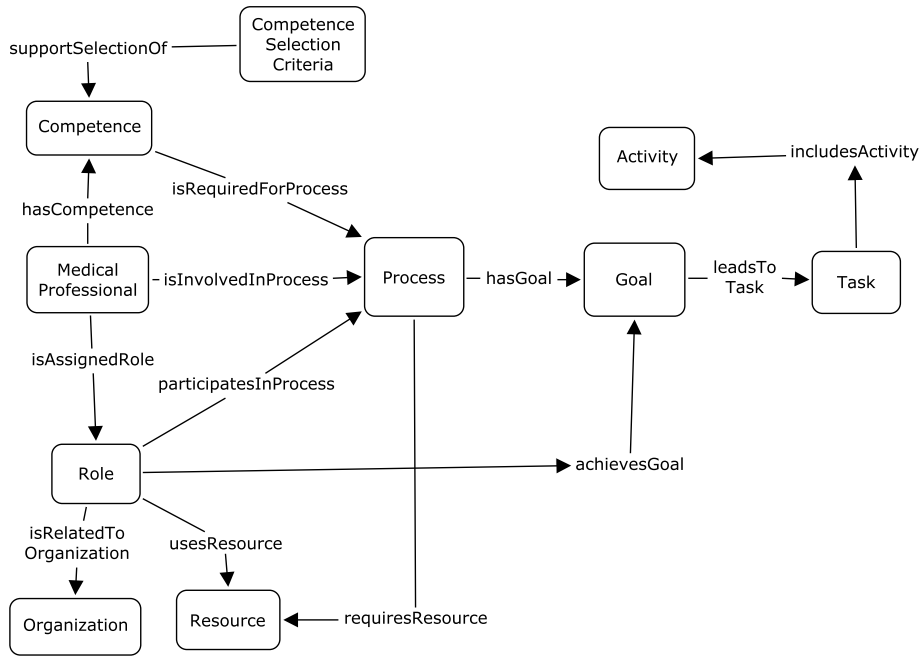 Competence
Selection
Criteria
supportSelectionOf
Competence
Activity
includesActivity
isRequiredForProcess
hasCompetence
Medical
Professional
isInvolvedInProcess
Process
hasGoal
Goal
leadsTo
Task
Task
isAssignedRole
participatesInProcess
Role
achievesGoal
isRelatedTo
Organization
usesResource
Organization
Resource
requiresResource